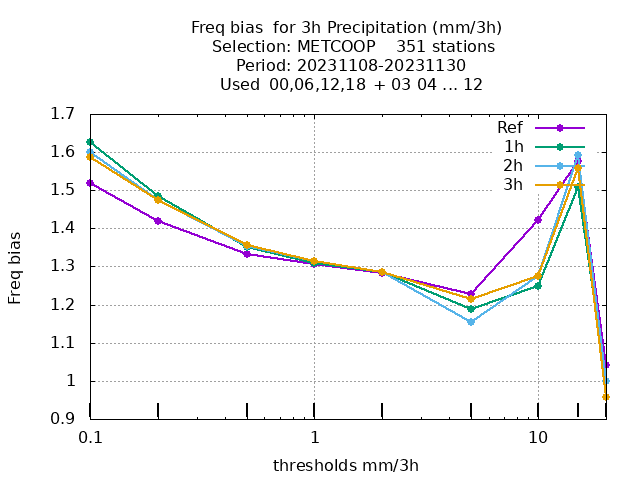 Freq bias  for 3h Precipitation (mm/3h)
Selection: METCOOP    351 stations
Period: 20231108-20231130
Used  00,06,12,18  + 03 04 ... 12
1.7
1.6
1.5
1.4
1.3
1.2
1.1
1
0.9
Freq bias
Ref
1h
2h
3h
0.1 1 10
thresholds mm/3h